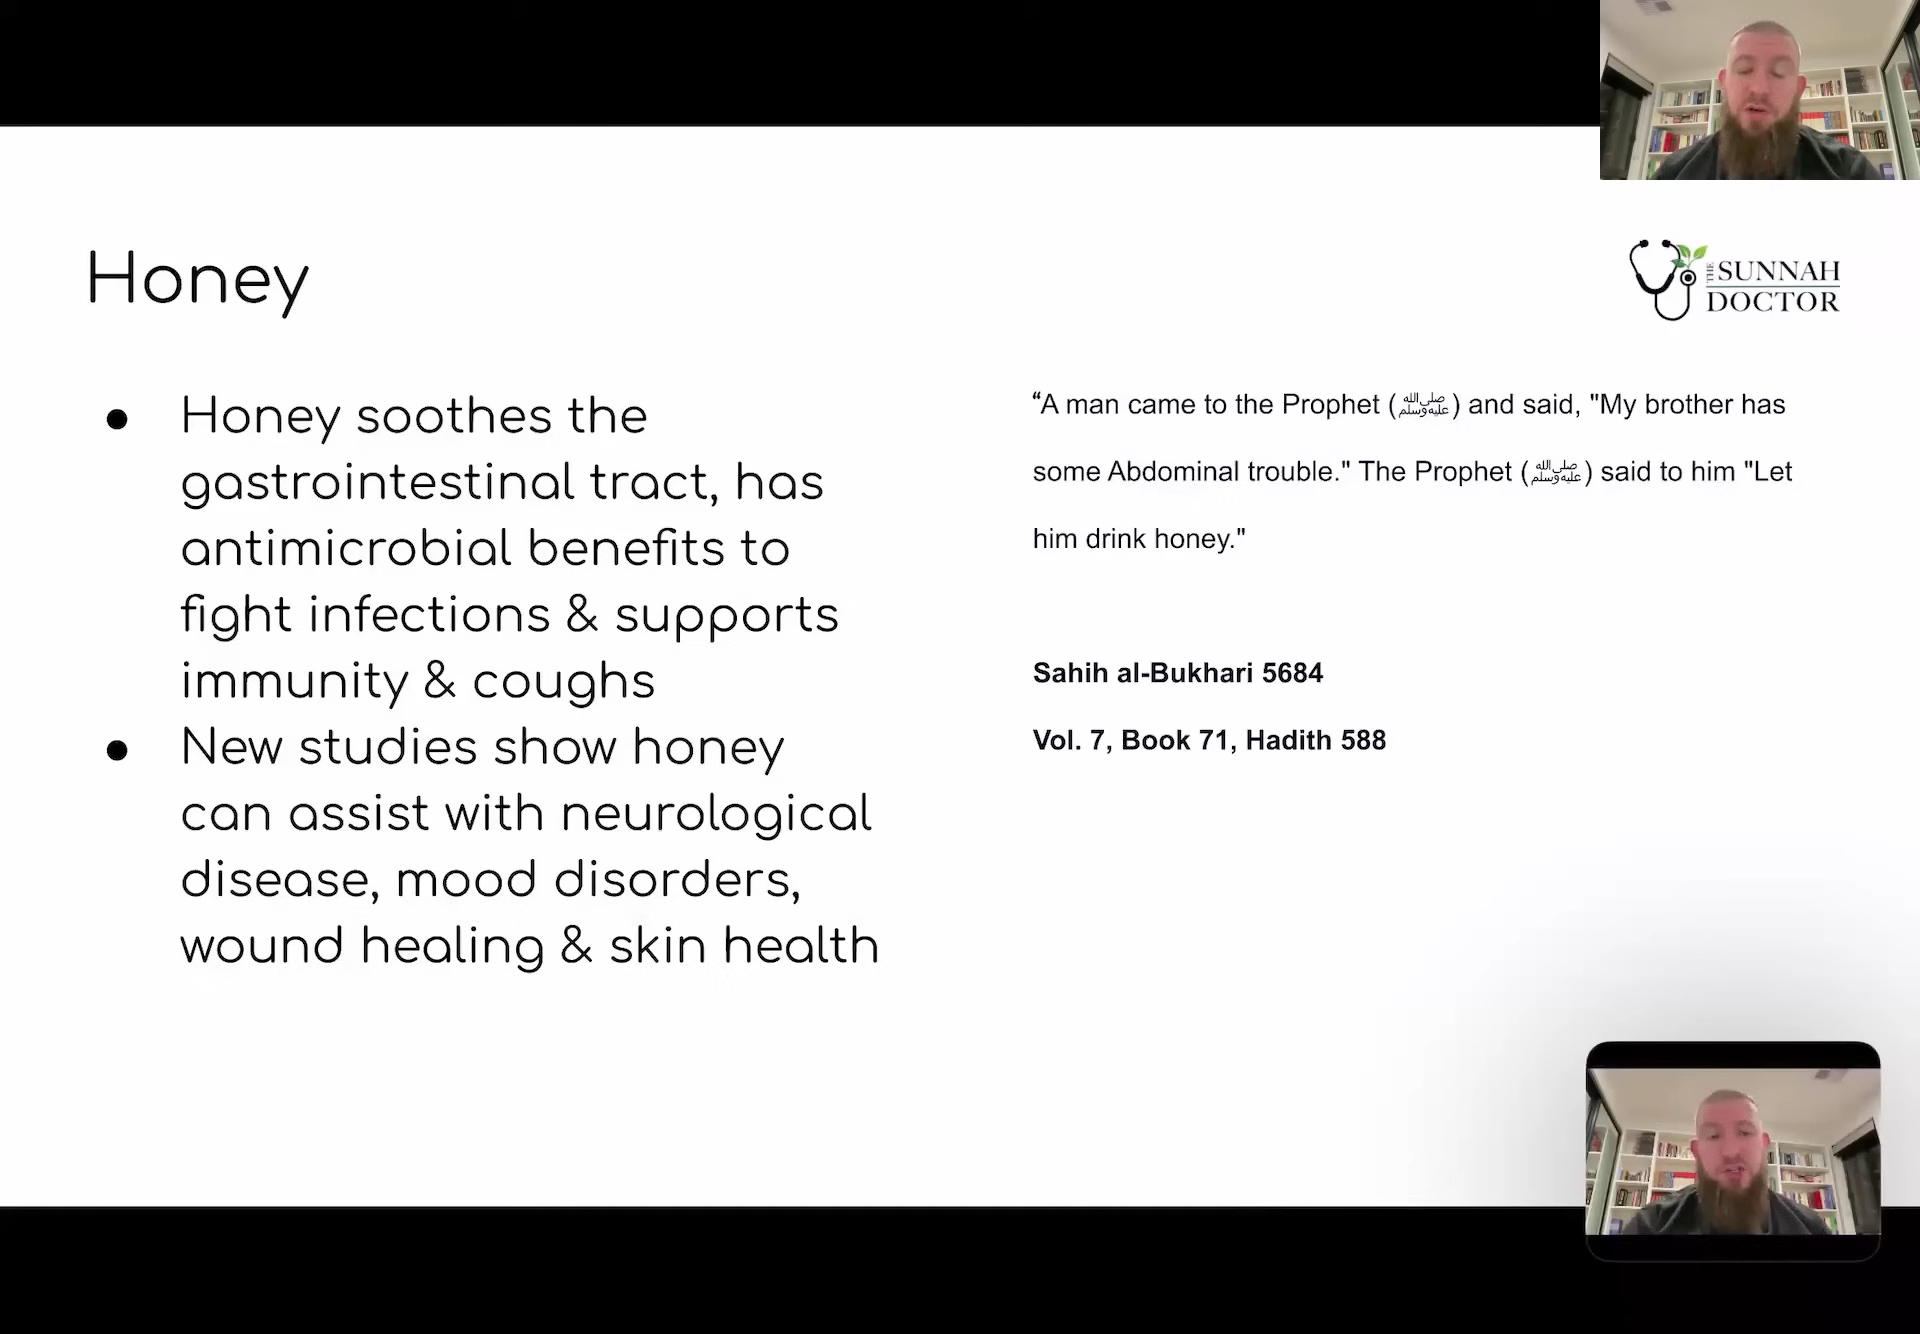 Honey
THE SUNNAH
DOCTOR
● Honey soothes the
gastrointestinal tract, has
antimicrobial benefits to
fight infections & supports
immunity & coughs
● New studies show honey
can assist with neurological
disease, mood disorders,
wound healing & skin health
“A man came to the Prophet (ﷺ) and said, "My brother has
some Abdominal trouble." The Prophet (ﷺ) said to him "Let
him drink honey."
Sahih al-Bukhari 5684
Vol. 7, Book 71, Hadith 588